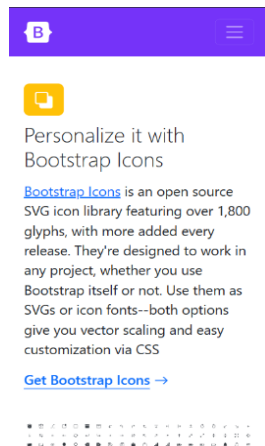 B
Personalize it with
Bootstrap Icons
Bootstrap Icons is an open source
SVG icon library featuring over 1,800
glyphs, with more added every
release. They're designed to work in
any project, whether you use
Bootstrap itself or not. Use them as
SVGs or icon fonts--both options
give you vector scaling and easy
customization via CSS
Get Bootstrap Icons →